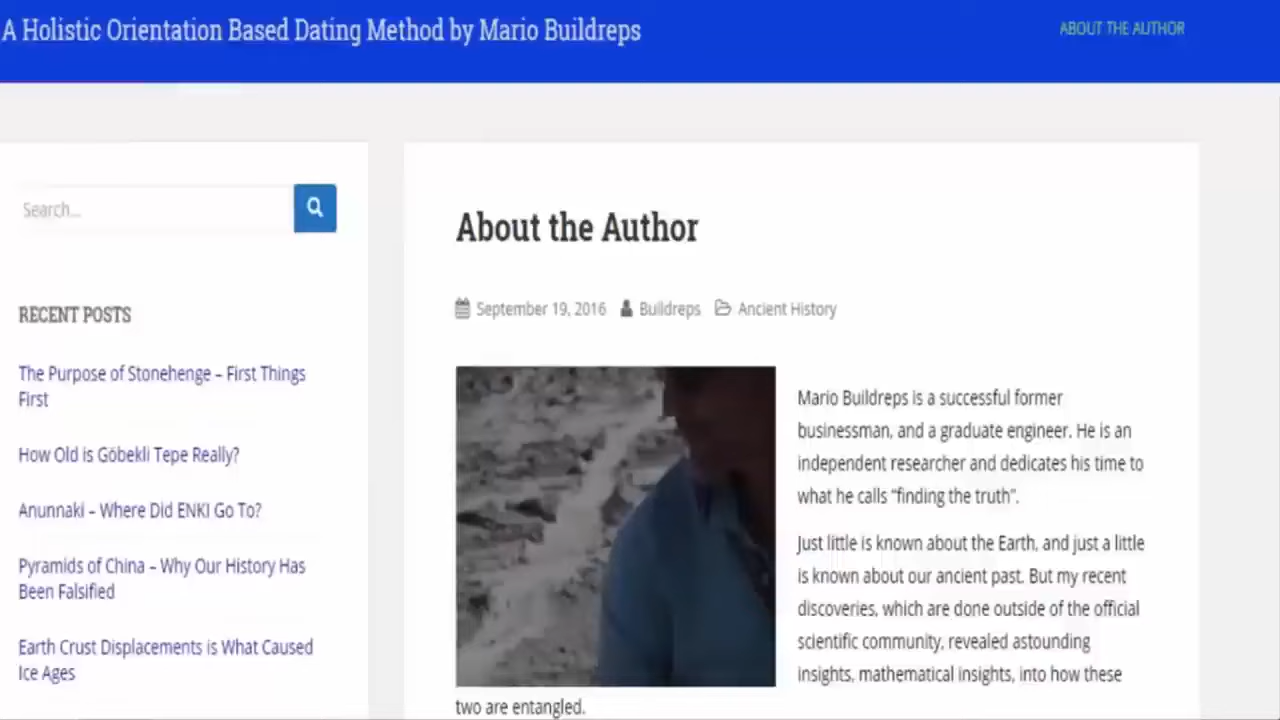 A Holistic Orientation Based Dating Method by Mario Buildreps
ABOUT THE AUTHOR
Search...
RECENT POSTS
The Purpose of Stonehenge – First Things
First
How Old is Göbekli Tepe Really?
Anunnaki – Where Did ENKI Go To?
Pyramids of China – Why Our History Has
Been Falsified
Earth Crust Displacements is What Caused
Ice Ages
About the Author
September 19, 2016 Buildreps Ancient History
Mario Buildreps is a successful former
businessman, and a graduate engineer. He is an
independent researcher and dedicates his time to
what he calls “finding the truth”.
Just little is known about the Earth, and just a little
is known about our ancient past. But my recent
discoveries, which are done outside of the official
scientific community, revealed astounding
insights, mathematical insights, into how these
two are entangled.